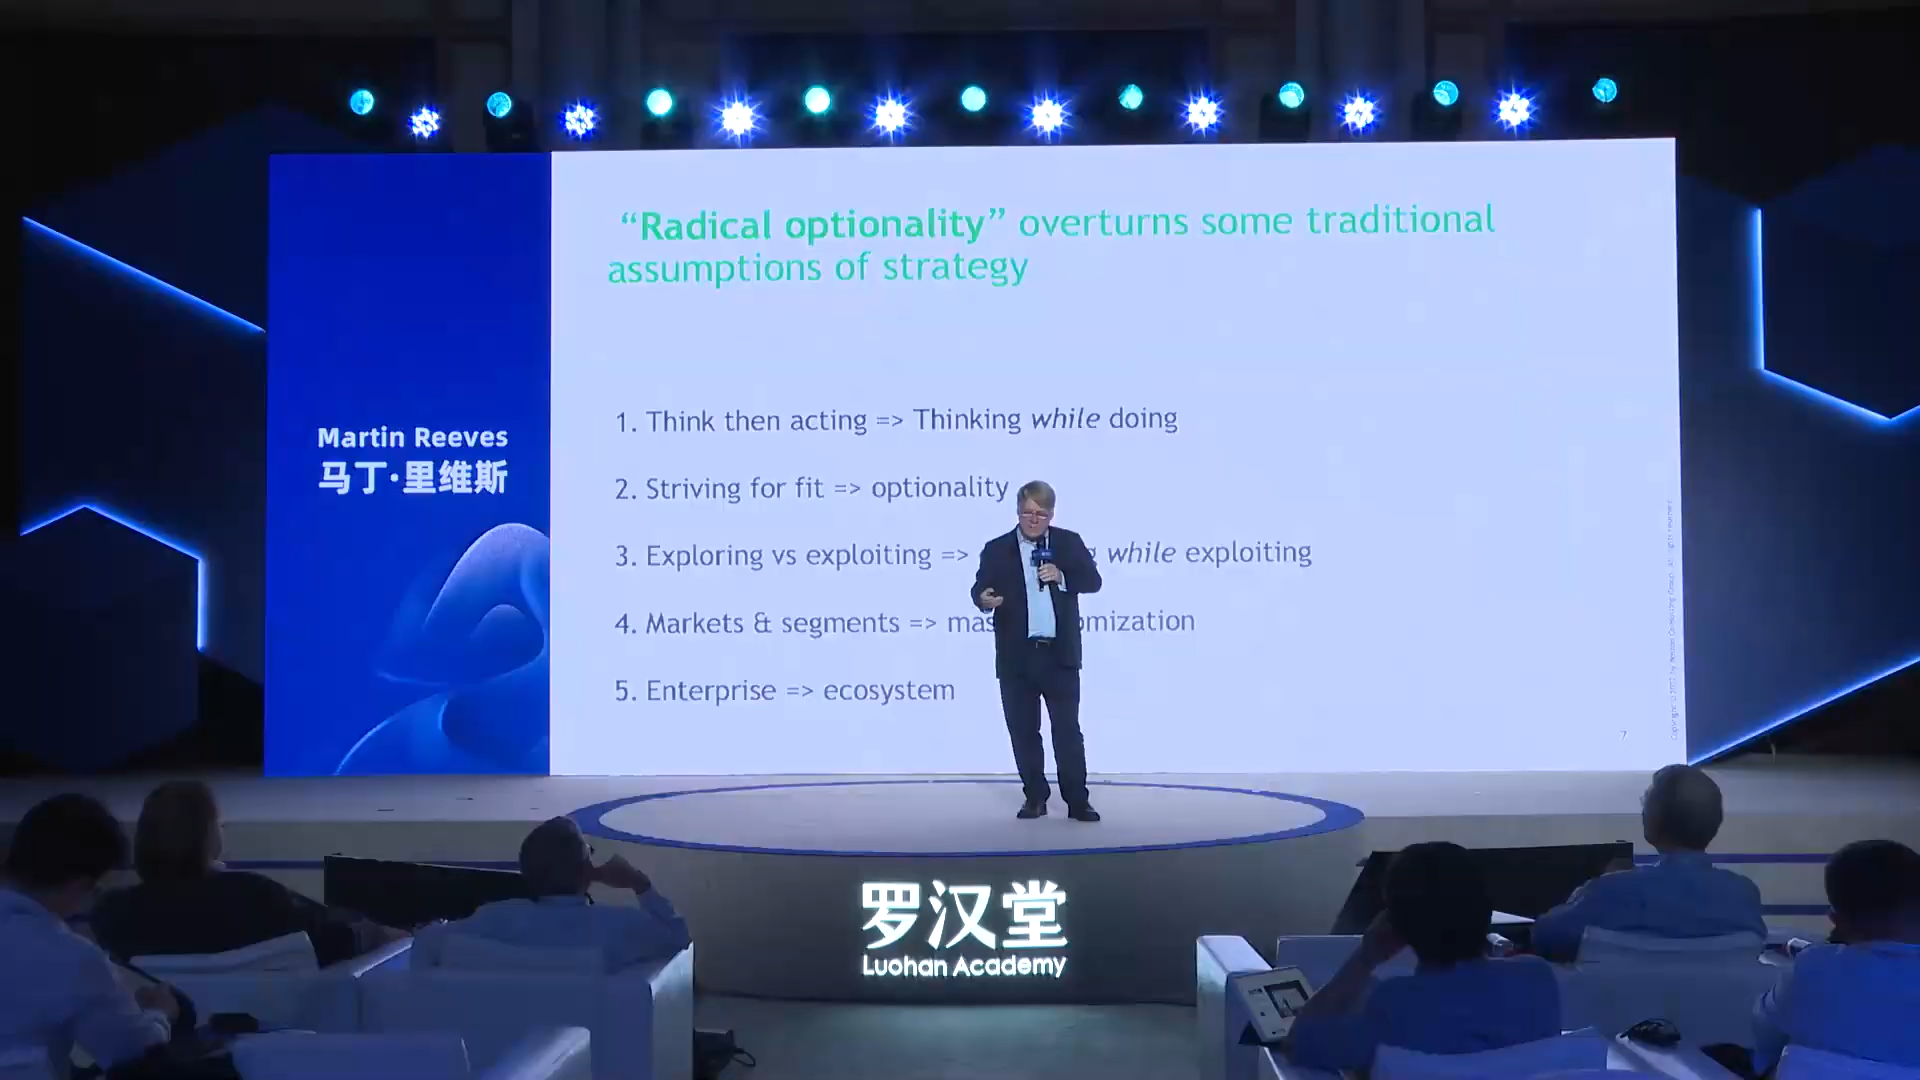 “Radical optionality” overturns some traditional
assumptions of strategy
Martin Reeves
马丁·里维斯
1. Think then acting => Thinking while doing
2. Striving for fit => optionality
3. Exploring vs exploiting => while exploiting
4. Markets & segments =>
5. Enterprise => ecosystem
7
罗汉堂
Luohan Academy